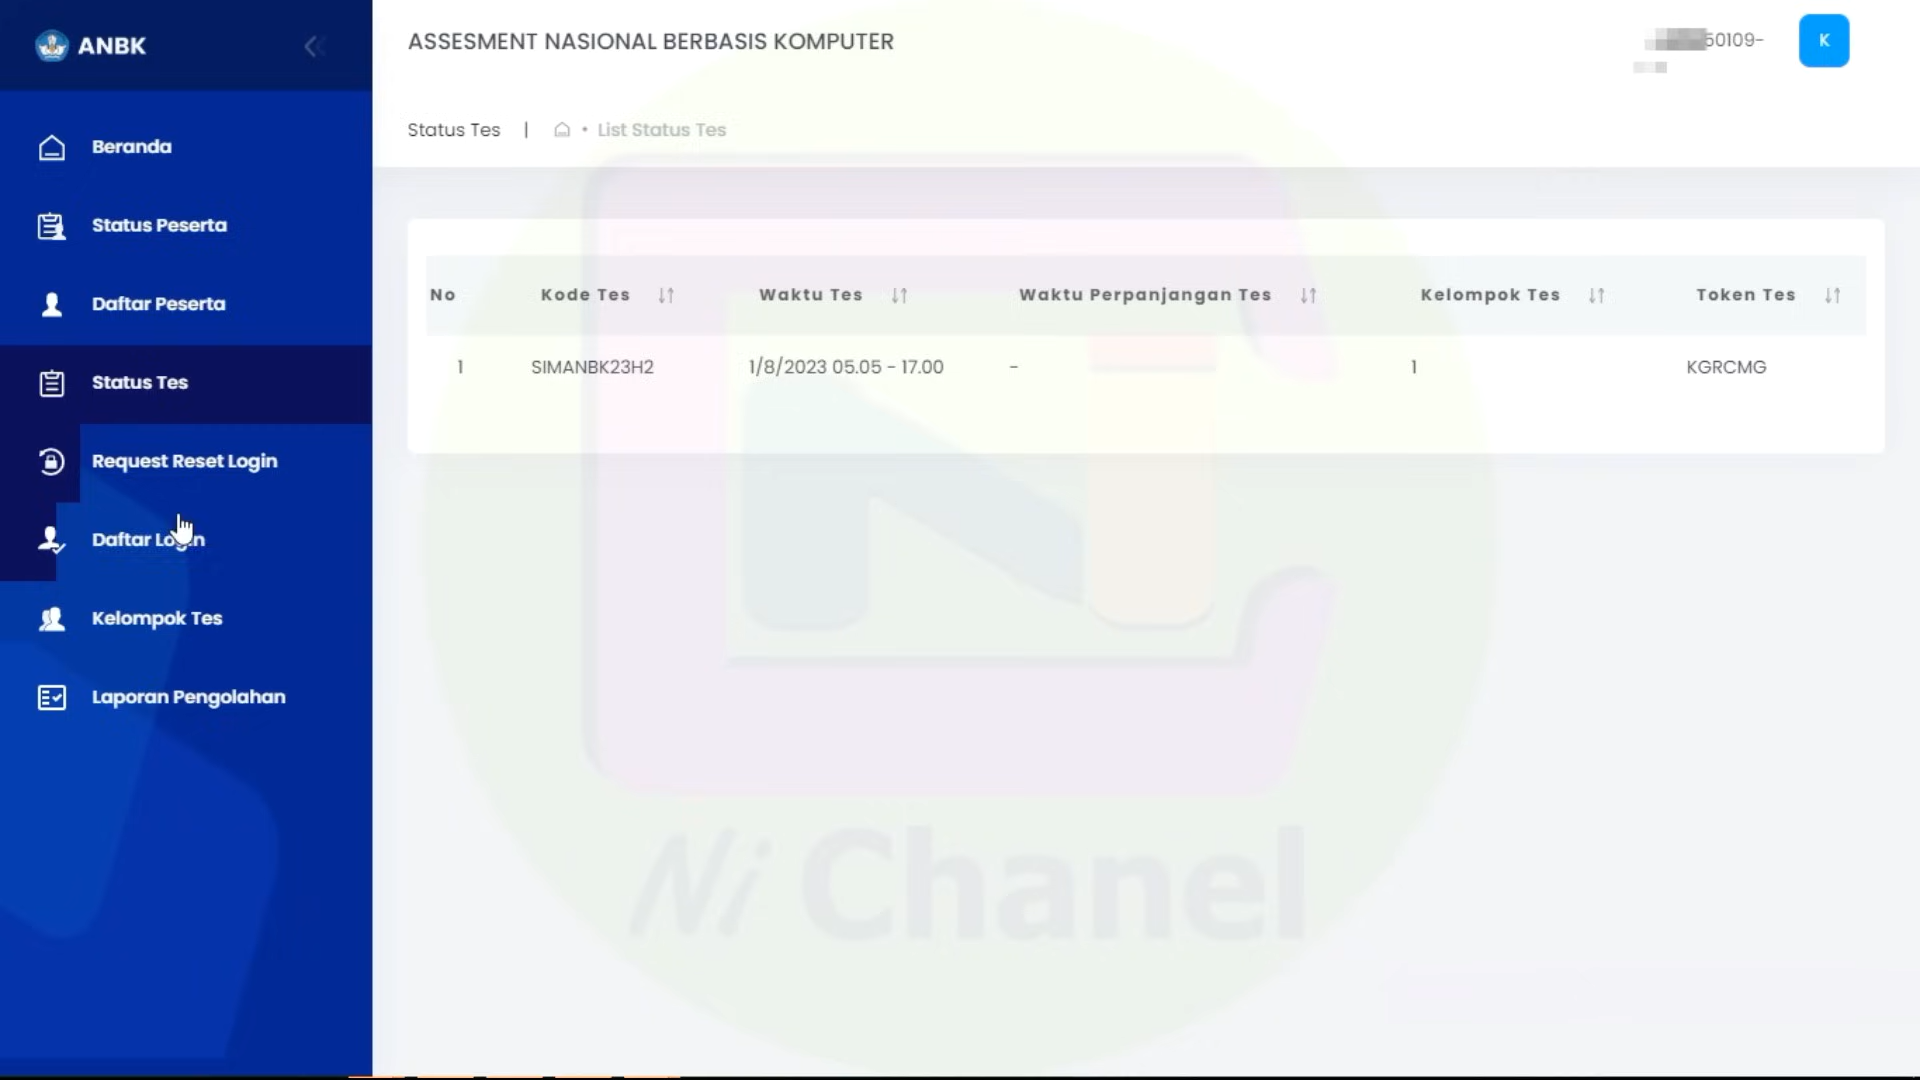 ANBK
ASSESMENT NASIONAL BERBASIS KOMPUTER
50109-
K
Status Tes | • List Status Tes
Beranda
Status Peserta
Daftar Peserta
Status Tes
Request Reset Login
Daftar Login
Kelompok Tes
Laporan Pengolahan
No Kode Tes Waktu Tes Waktu Perpanjangan Tes Kelompok Tes Token Tes
1 SIMANBK23H2 1/8/2023 05.05 - 17.00 - 1 KGRCMG
Ni Chanel